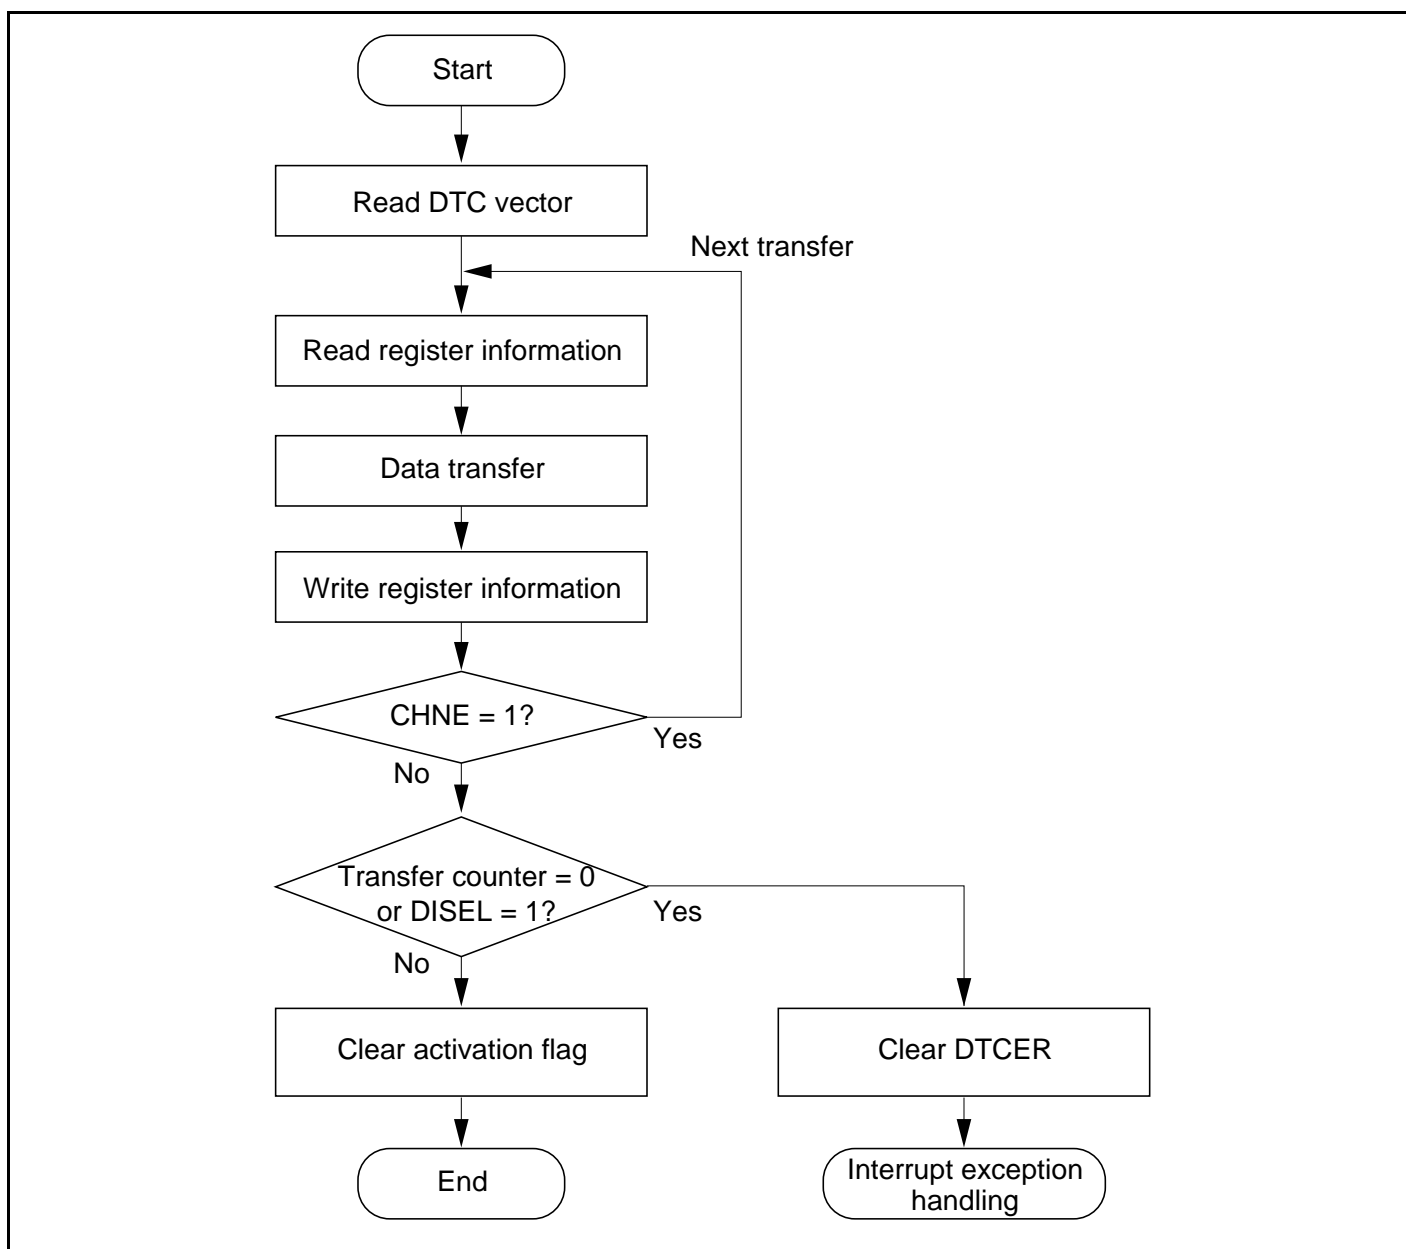 Start
Read DTC vector
Next transfer
Read register information
Data transfer
Write register information
CHNE = 1?
Yes
No
Transfer counter = 0
or DISEL = 1?
Yes
No
Clear activation flag
Clear DTCER
End
Interrupt exception
handling